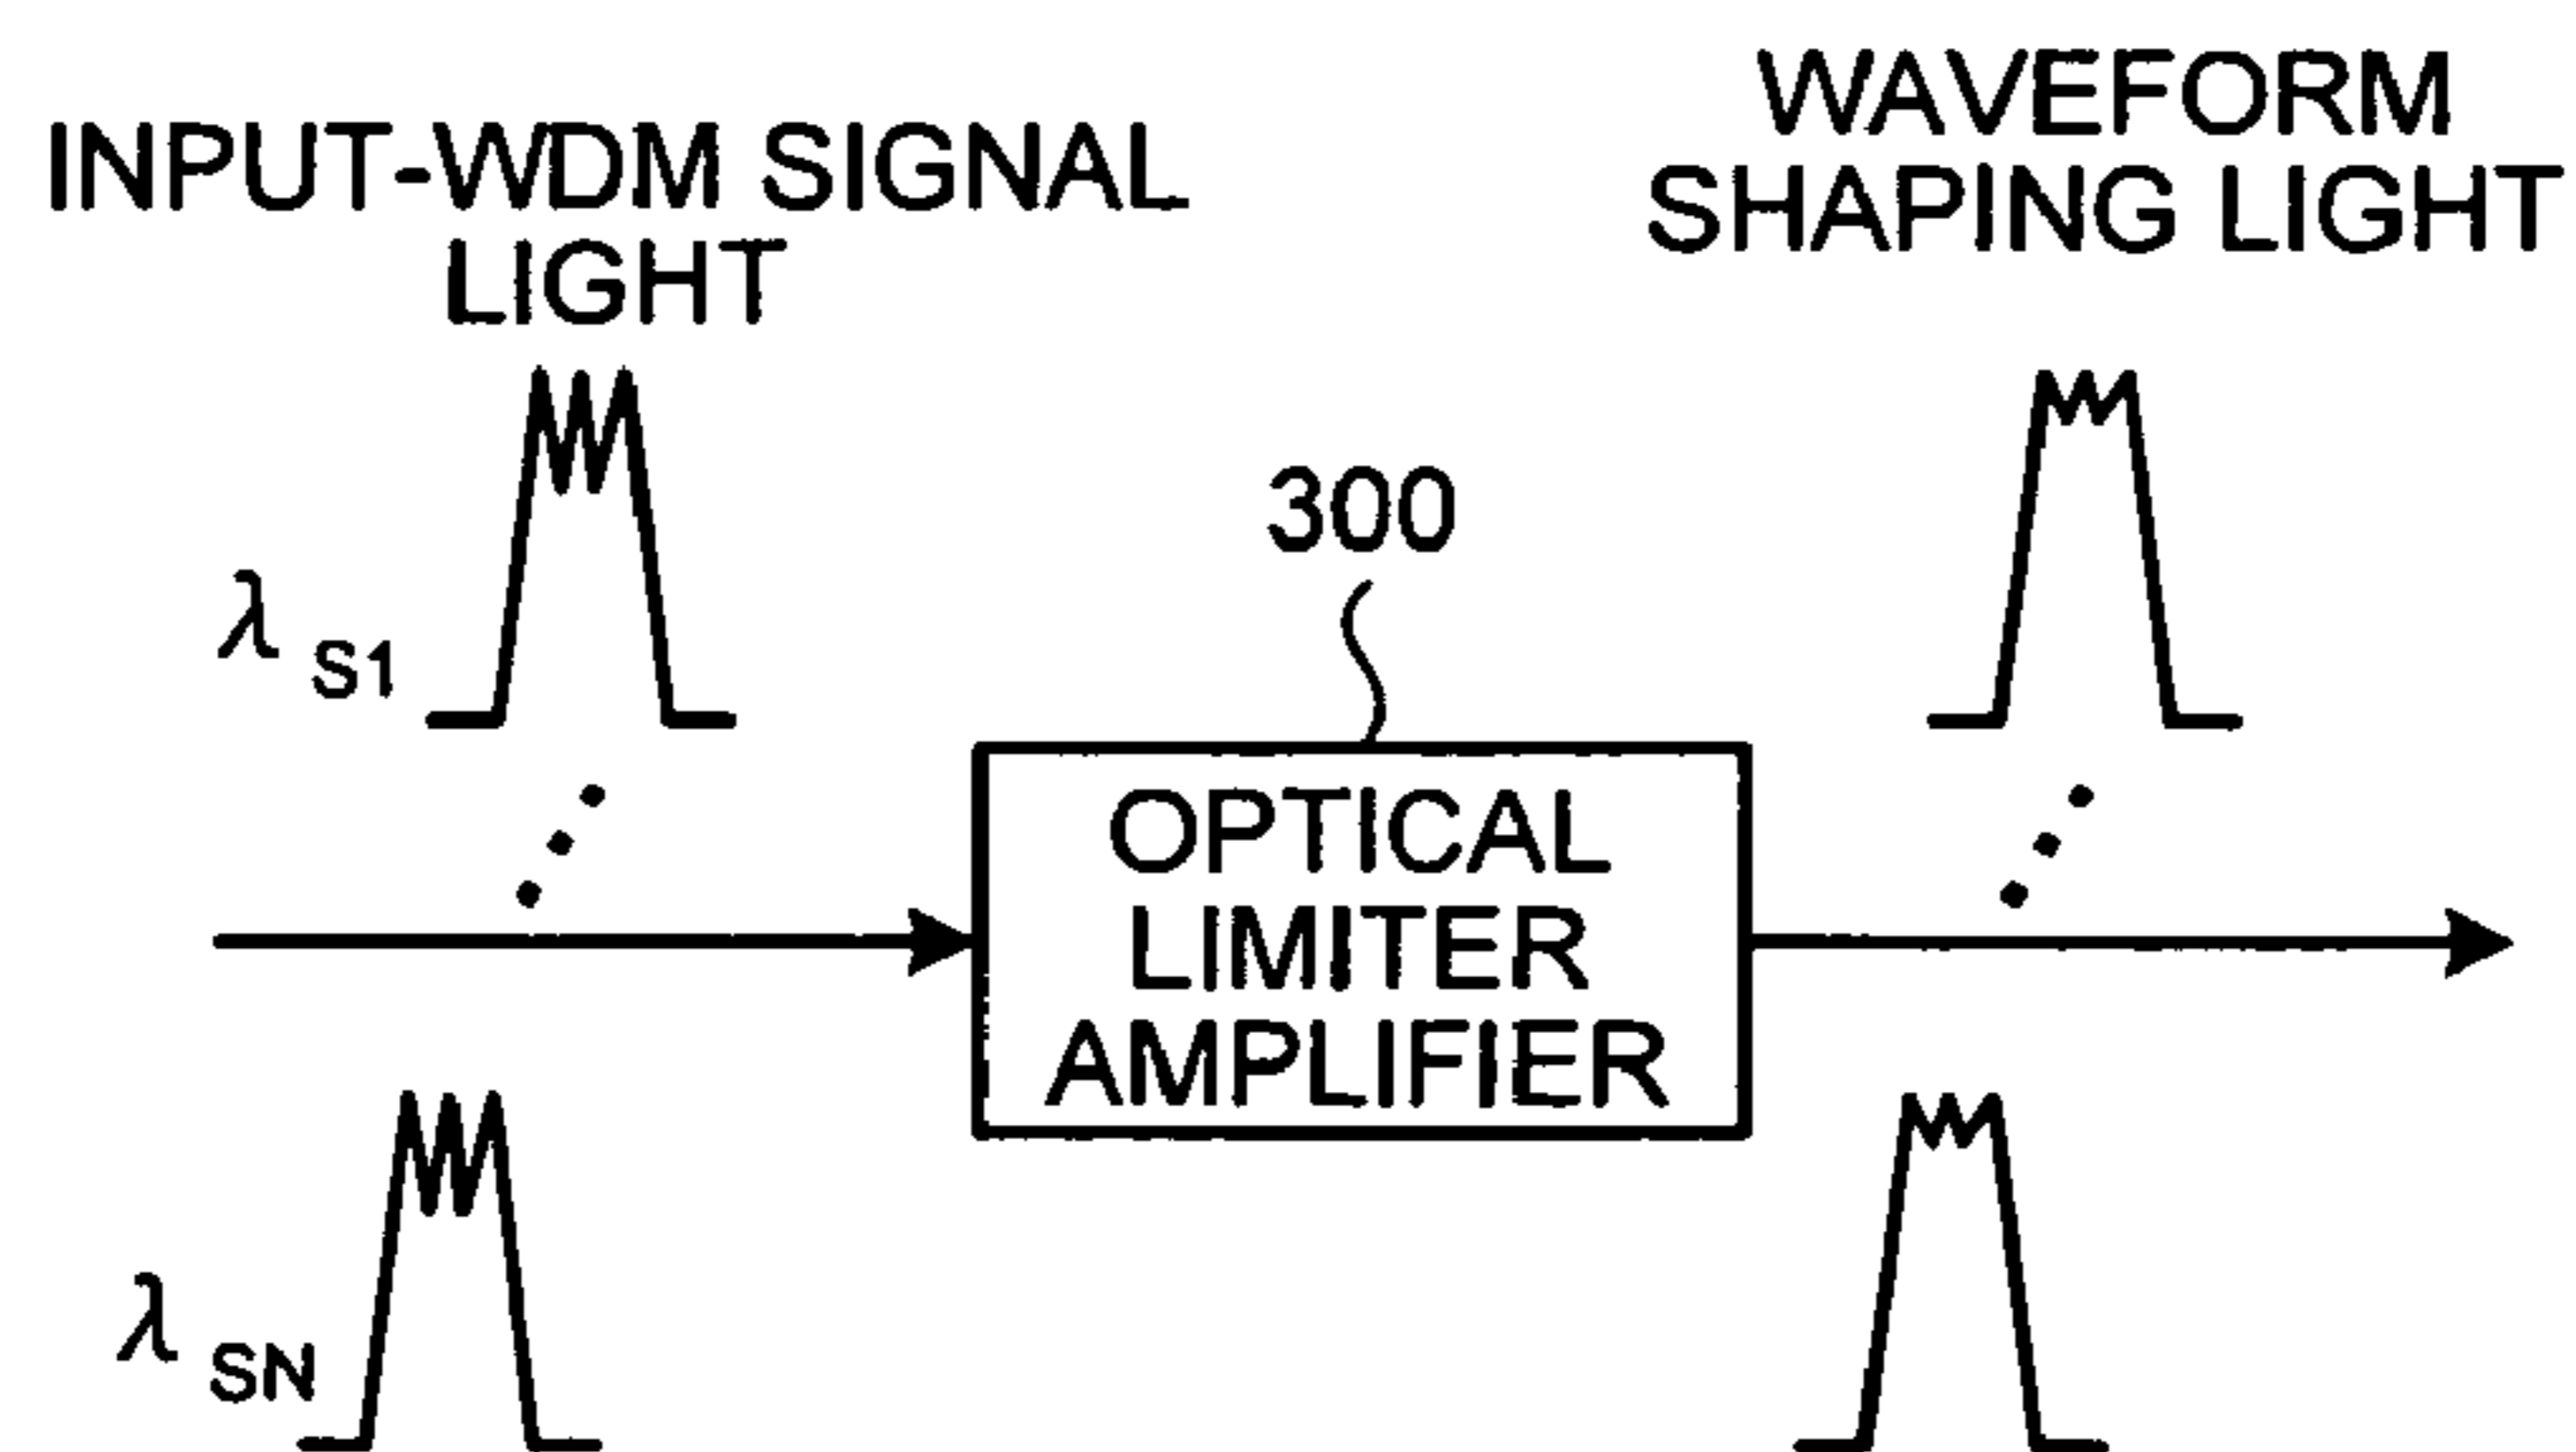 INPUT-WDM SIGNAL
LIGHT
WAVEFORM
SHAPING LIGHT
λ S1
300
OPTICAL
LIMITER
AMPLIFIER
λ SN